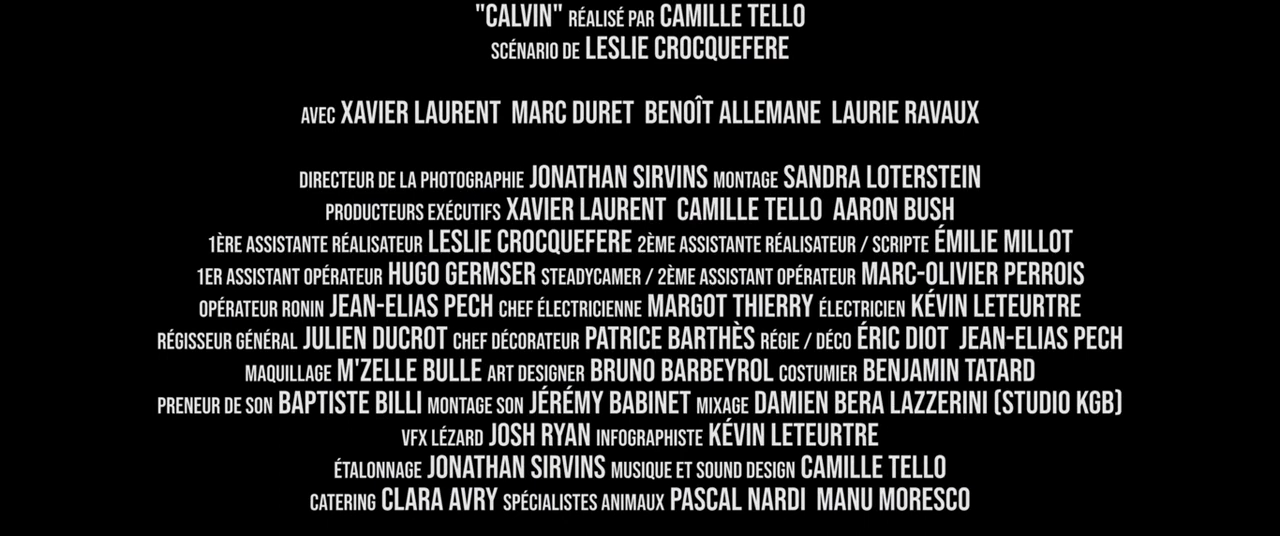 "CALVIN" RÉALISÉ PAR CAMILLE TELLO
SCÉNARIO DE LESLIE CROCQUEFERE
AVEC XAVIER LAURENT MARC DURET BENOÎT ALLEMANE LAURIE RAVAUX
DIRECTEUR DE LA PHOTOGRAPHIE JONATHAN SIRVINS MONTAGE SANDRA LOTERSTEIN
PRODUCTEURS EXÉCUTIFS XAVIER LAURENT CAMILLE TELLO AARON BUSH
1ÈRE ASSISTANTE RÉALISATEUR LESLIE CROCQUEFERE 2ÈME ASSISTANTE RÉALISATEUR / SCRIPTE ÉMILIE MILLOT
1ER ASSISTANT OPÉRATEUR HUGO GERMSER STEADYCAMER / 2ÈME ASSISTANT OPÉRATEUR MARC-OLIVIER PERROIS
OPÉRATEUR RONIN JEAN-ELIAS PECH CHEF ÉLECTRICIENNE MARGOT THIERRY ÉLECTRICIEN KÉVIN LETEURTRE
RÉGISSEUR GÉNÉRAL JULIEN DUCROT CHEF DÉCORATEUR PATRICE BARTHÈS RÉGIE / DÉCO ÉRIC DIOT JEAN-ELIAS PECH
MAQUILLAGE M'ZELLE BULLE ART DESIGNER BRUNO BARBEYROL COSTUMIER BENJAMIN TATARD
PRENEUR DE SON BAPTISTE BILLI MONTAGE SON JÉRÉMY BABINET MIXAGE DAMIEN BERA LAZZERINI (STUDIO KGB)
VFX LÉZARD JOSH RYAN INFOGRAPHISTE KÉVIN LETEURTRE
ÉTALONNAGE JONATHAN SIRVINS MUSIQUE ET SOUND DESIGN CAMILLE TELLO
CATERING CLARA AVRY SPÉCIALISTES ANIMAUX PASCAL NARDI MANU MORESCO